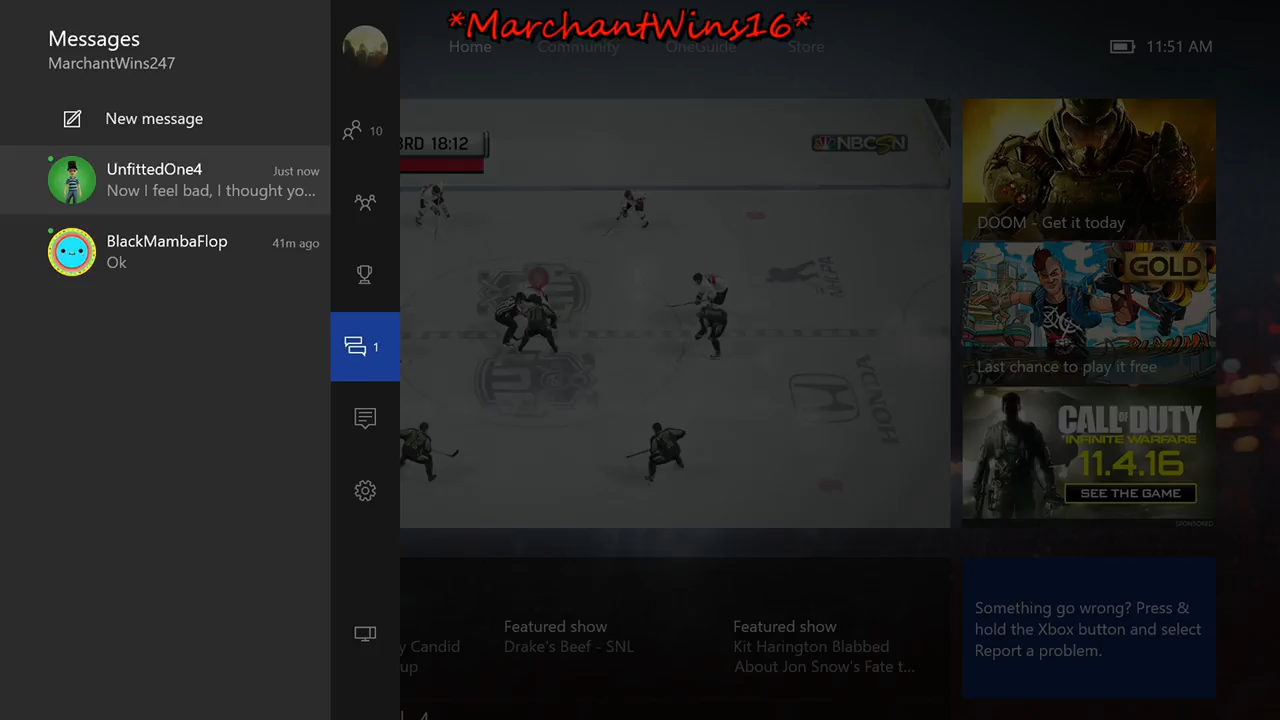 Messages
MarchantWins247
New message
UnfittedOne4
Just now
Now I feel bad, I thought yo...
BlackMambaFlop
41m ago
Ok
10
1
*MarchantWins16*
Home
Community
OneGuide
Store
11:51 AM
3RD 18:12
NBCSN
HONDA
DOOM - Get it today
GOLD
Last chance to play it free
CALL OF DUTY
INFINITE WARFARE
11.4.16
SEE THE GAME
SPONSORED
y Candid
up
Featured show
Drake's Beef - SNL
Featured show
Kit Harington Blabbed
About Jon Snow's Fate t...
Something go wrong? Press &
hold the Xbox button and select
Report a problem.